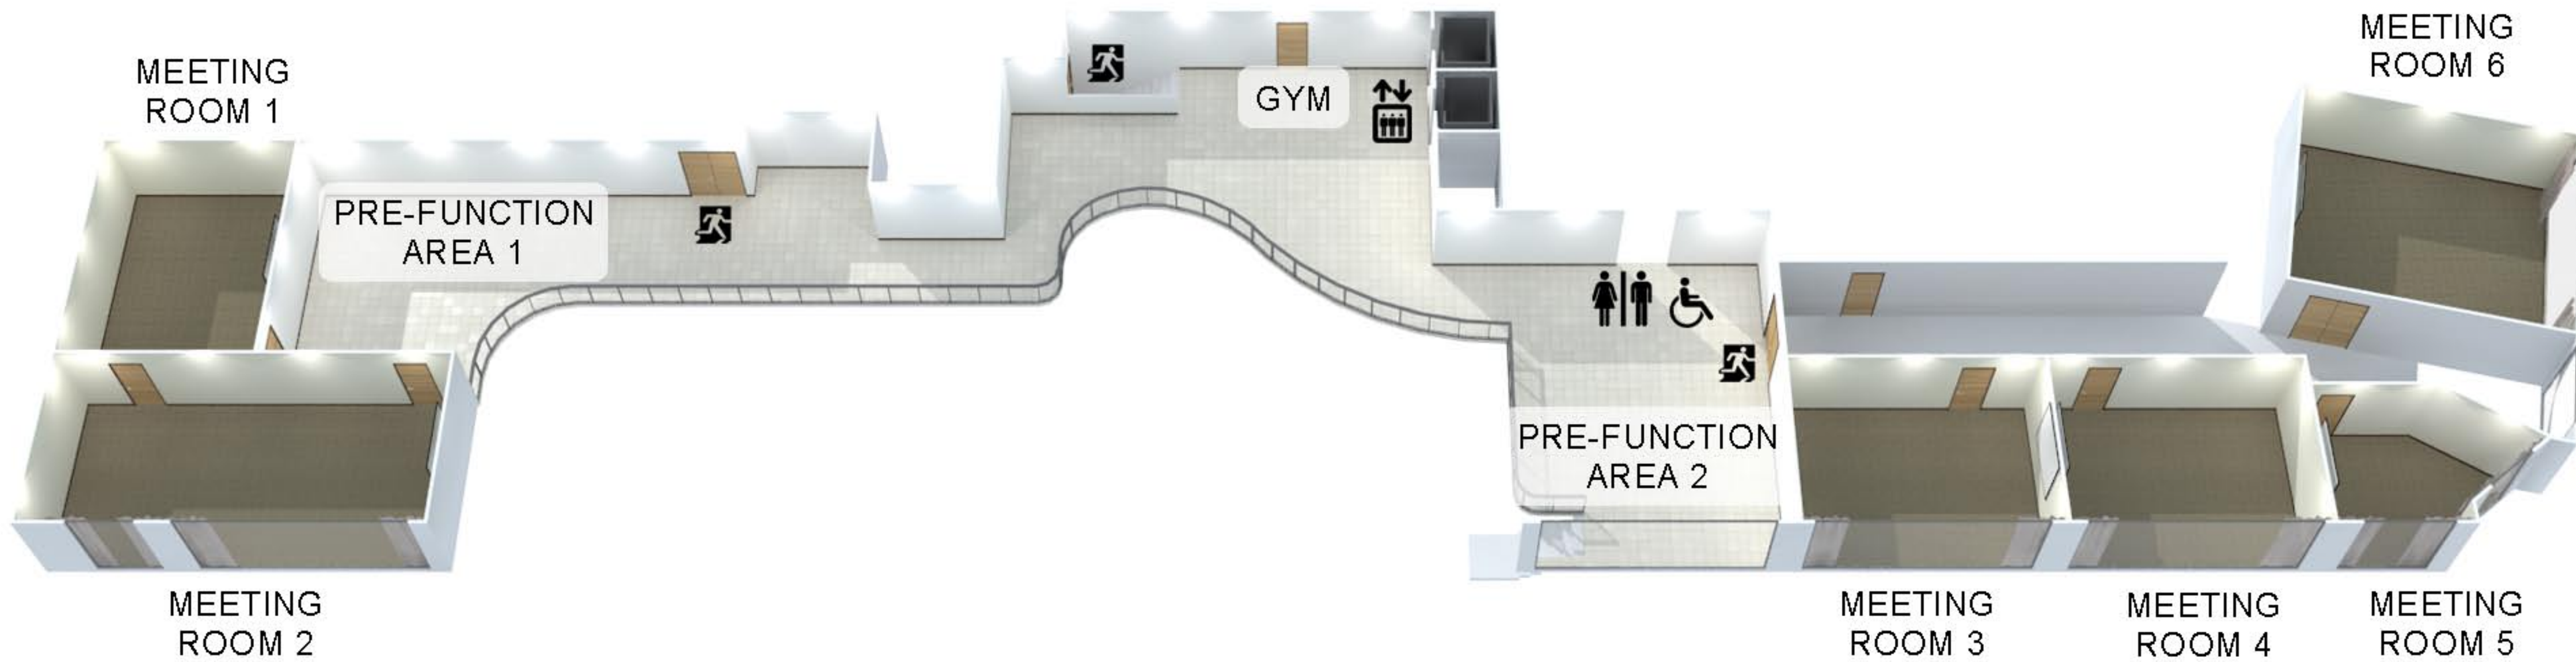 MEETING
ROOM 1
PRE-FUNCTION
AREA 1
GYM
MEETING
ROOM 6
PRE-FUNCTION
AREA 2
MEETING
ROOM 2
MEETING
ROOM 3
MEETING
ROOM 4
MEETING
ROOM 5